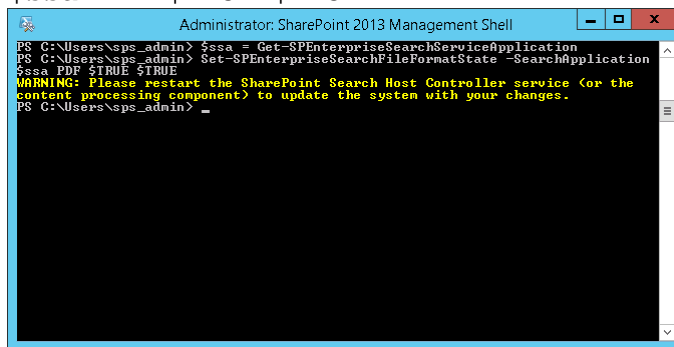 Administrator: SharePoint 2013 Management Shell
PS C:\Users\sps_admin> $ssa = Get-SPEnterpriseSearchServiceApplication
PS C:\Users\sps_admin> Set-SPEnterpriseSearchFileFormatState -SearchApplication
$ssa PDF $TRUE $TRUE
WARNING: Please restart the SharePoint Search Host Controller service (or the
content processing component) to update the system with your changes.
PS C:\Users\sps_admin> _